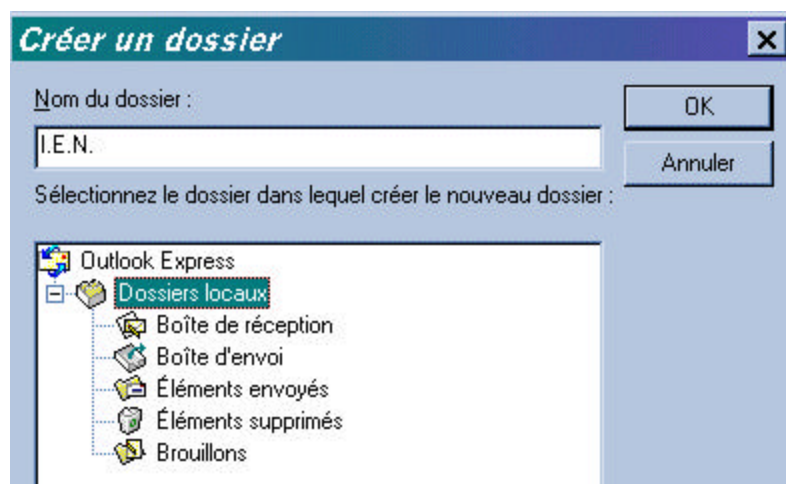 Créer un dossier
Nom du dossier :
OK
I.E.N.
Annuler
Sélectionnez le dossier dans lequel créer le nouveau dossier :
Outlook Express
Dossiers locaux
Boîte de réception
Boîte d'envoi
Éléments envoyés
Éléments supprimés
Brouillons